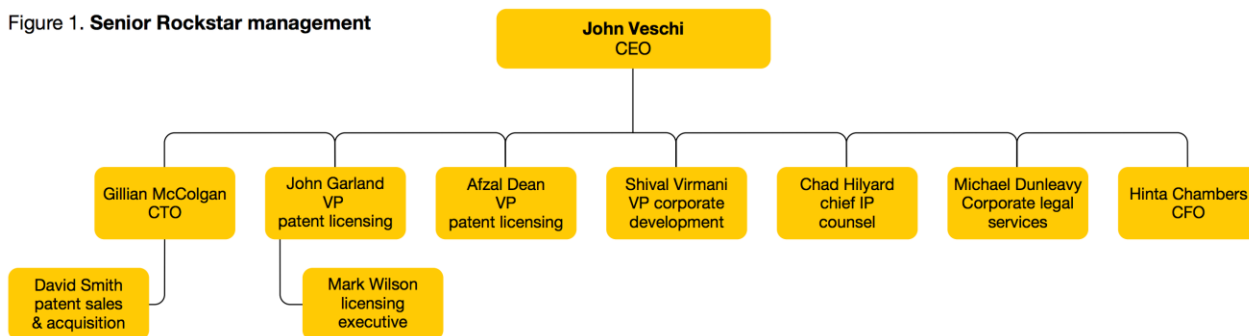 Figure 1. Senior Rockstar management
John Veschi
CEO
Gillian McColgan
CTO
John Garland
VP
patent licensing
Afzal Dean
VP
patent licensing
Shival Virmani
VP corporate
development
Chad Hilyard
chief IP
counsel
Michael Dunleavy
Corporate legal
services
Hinta Chambers
CFO
David Smith
patent sales
& acquisition
Mark Wilson
licensing
executive